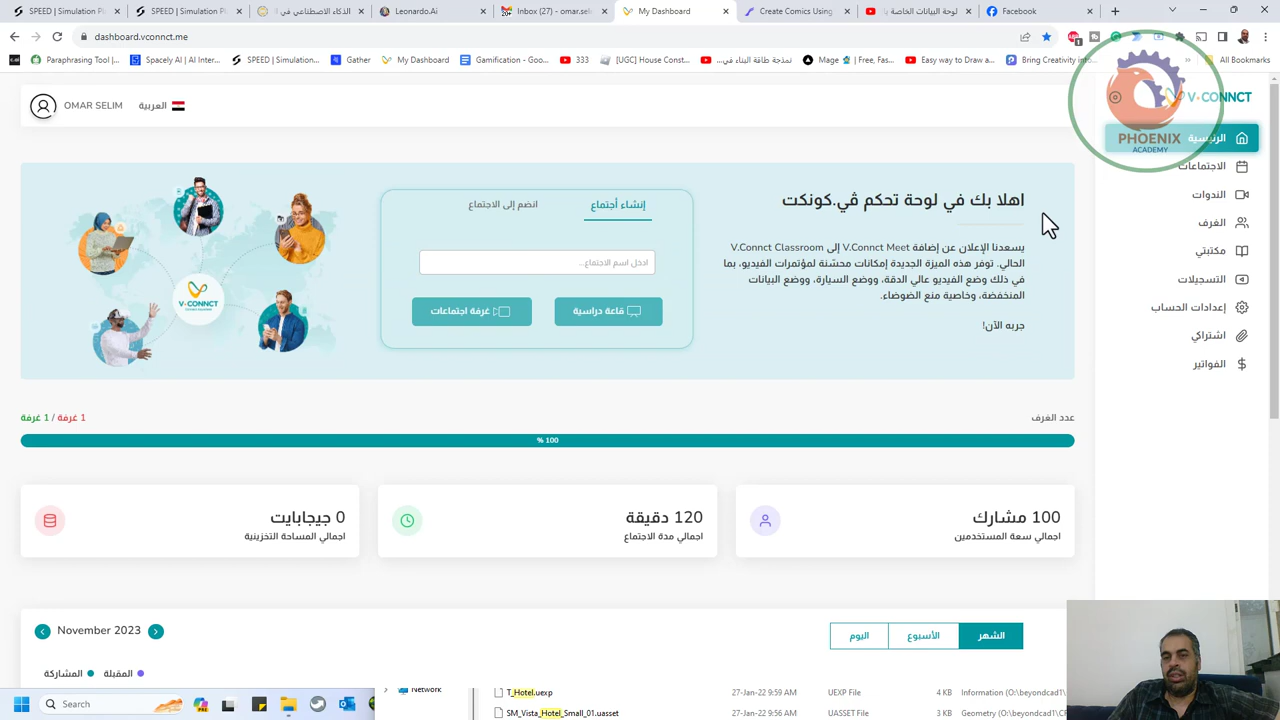 SPEED | Simulation
SPEED | Simulation
الذكاء الاصطناعي في
Leonardo.Ai
Inbox (27) - omar.sele
My Dashboard
Create Comics Using
لوحة البيانات الخاصة
Facebook
dashboard.vconnct.me
Paraphrasing Tool |
Spacely AI | AI Inter...
SPEED | Simulation...
Gather
My Dashboard
Gamification - Goo...
333
[UGC] House Const...
نمذجة طاقة البناء في...
Mage | Free, Fas...
Easy way to Draw a...
Bring Creativity into...
All Bookmarks
OMAR SELIM
العربية
V-CONNCT
PHOENIX
ACADEMY
الرئيسية
الاجتماعات
الندوات
الغرف
مكتبتي
التسجيلات
إعدادات الحساب
اشتراكي
الفواتير
اهلا بك في لوحة تحكم ڤي.كونكت
يسعدنا الإعلان عن إضافة V.Connct Meet إلى V.Connct Classroom
الحالي. توفر هذه الميزة الجديدة إمكانات محسّنة لمؤتمرات الفيديو، بما
في ذلك وضع الفيديو عالي الدقة، ووضع السيارة، ووضع البيانات
المنخفضة، وخاصية منع الضوضاء.
جربه الآن!
إنشاء أجتماع
انضم إلى الاجتماع
ادخل اسم الاجتماع...
قاعة دراسية
غرفة اجتماعات
V-CONNCT
عدد الغرف
1 غرفة / 1 غرفة
100 %
100 مشارك
اجمالي سعة المستخدمين
120 دقيقة
اجمالي مدة الاجتماع
0 جيجابايت
اجمالي المساحة التخزينية
الشهر
الأسبوع
اليوم
November 2023
المقبلة
المشاركة
Network
T_Hotel.uexp
27-Jan-22 9:59 AM
UEXP File
4 KB
SM_Vista_Hotel_Small_01.uasset
27-Jan-22 9:56 AM
UASSET File
3 KB
Search